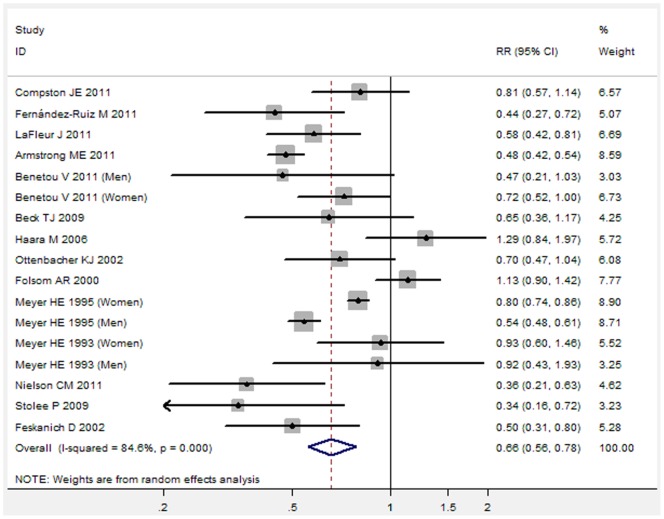 Study %
ID RR (95% CI) Weight
Compston JE 2011 0.81 (0.57, 1.14) 6.57
Fernández-Ruiz M 2011 0.44 (0.27, 0.72) 5.07
LaFleur J 2011 0.58 (0.42, 0.81) 6.69
Armstrong ME 2011 0.48 (0.42, 0.54) 8.59
Benetou V 2011 (Men) 0.47 (0.21, 1.03) 3.03
Benetou V 2011 (Women) 0.72 (0.52, 1.00) 6.73
Beck TJ 2009 0.65 (0.36, 1.17) 4.25
Haara M 2006 1.29 (0.84, 1.97) 5.72
Ottenbacher KJ 2002 0.70 (0.47, 1.04) 6.08
Folsom AR 2000 1.13 (0.90, 1.42) 7.77
Meyer HE 1995 (Women) 0.80 (0.74, 0.86) 8.90
Meyer HE 1995 (Men) 0.54 (0.48, 0.61) 8.71
Meyer HE 1993 (Women) 0.93 (0.60, 1.46) 5.52
Meyer HE 1993 (Men) 0.92 (0.43, 1.93) 3.25
Nielson CM 2011 0.36 (0.21, 0.63) 4.62
Stolee P 2009 0.34 (0.16, 0.72) 3.23
Feskanich D 2002 0.50 (0.31, 0.80) 5.28
Overall (I-squared = 84.6%, p = 0.000) 0.66 (0.56, 0.78) 100.00
NOTE: Weights are from random effects analysis
.2 .5 1 1.5 2